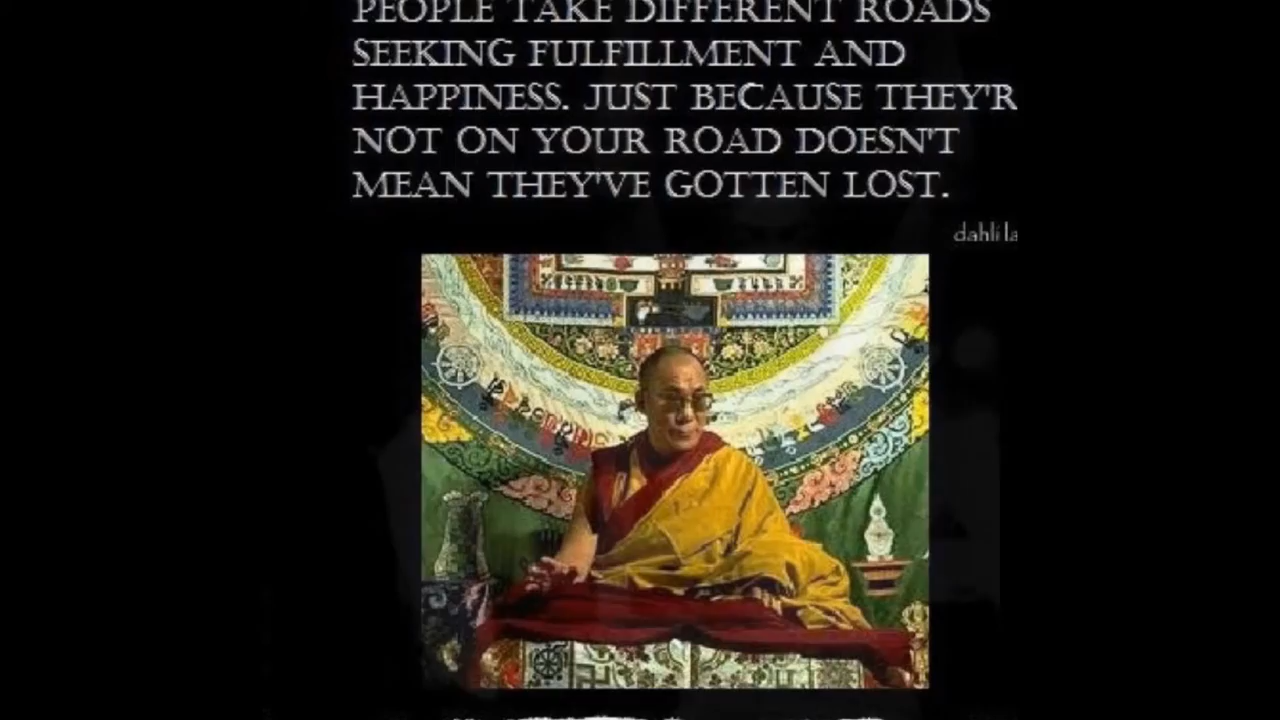 PEOPLE TAKE DIFFERENT ROADS
SEEKING FULFILLMENT AND
HAPPINESS. JUST BECAUSE THEY'R
NOT ON YOUR ROAD DOESN'T
MEAN THEY'VE GOTTEN LOST.
dahli la